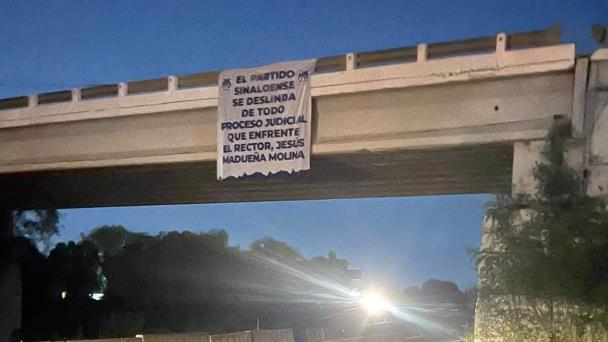 EL PARTIDO
SINALOENSE
SE DESLINDA
DE TODO
PROCESO JUDICIAL
QUE ENFRENTE
EL RECTOR, JESÚS
MADUEÑA MOLINA